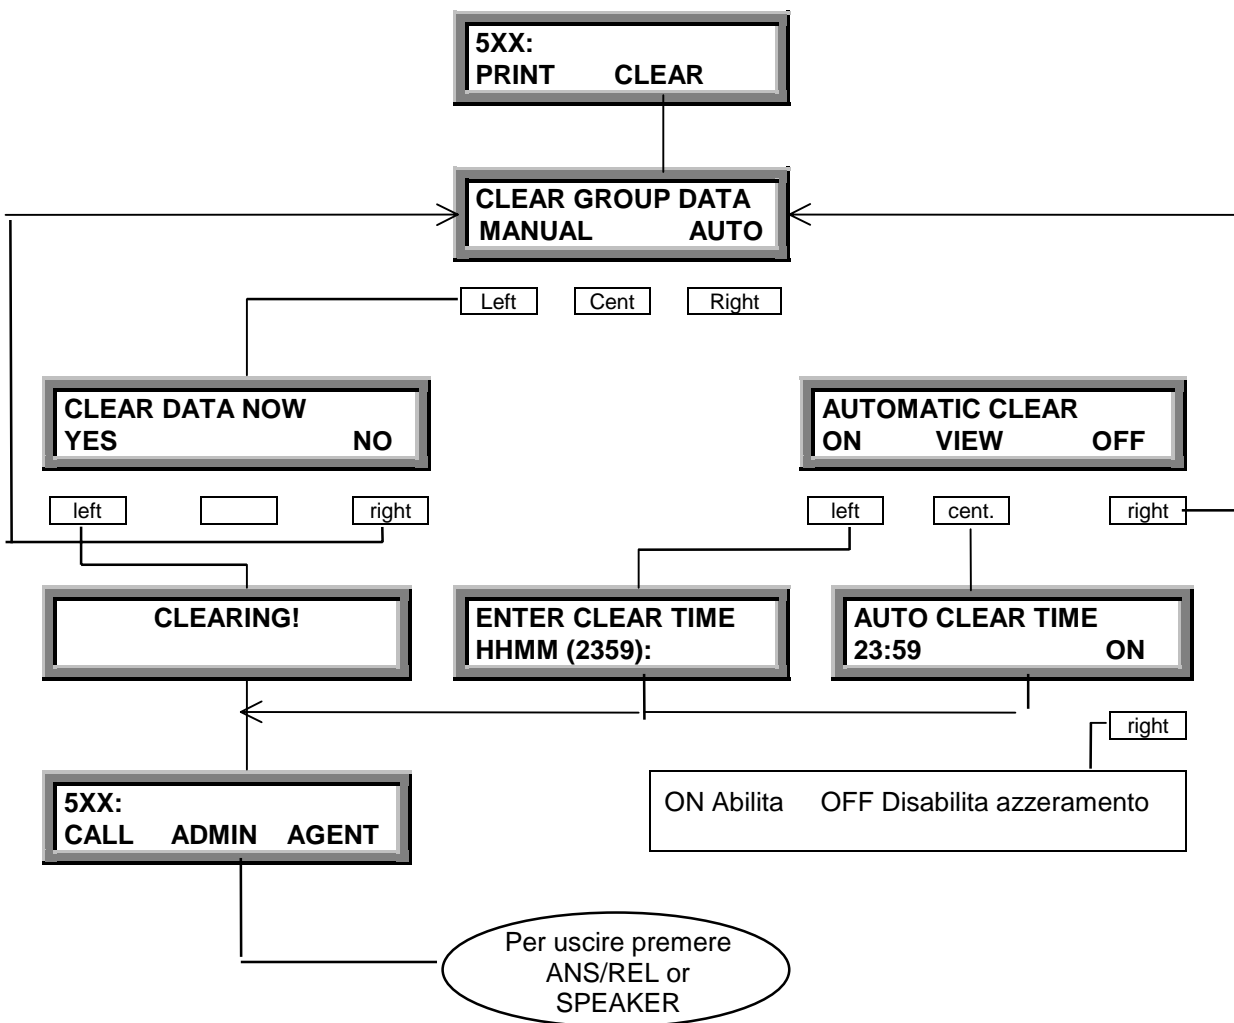 5XX:
PRINT CLEAR
CLEAR GROUP DATA
MANUAL AUTO
Left Cent Right
CLEAR DATA NOW
YES NO
AUTOMATIC CLEAR
ON VIEW OFF
left right
left cent. right
CLEARING!
ENTER CLEAR TIME
HHMM (2359):
AUTO CLEAR TIME
23:59 ON
right
ON Abilita OFF Disabilita azzeramento
5XX:
CALL ADMIN AGENT
Per uscire premere
ANS/REL or
SPEAKER